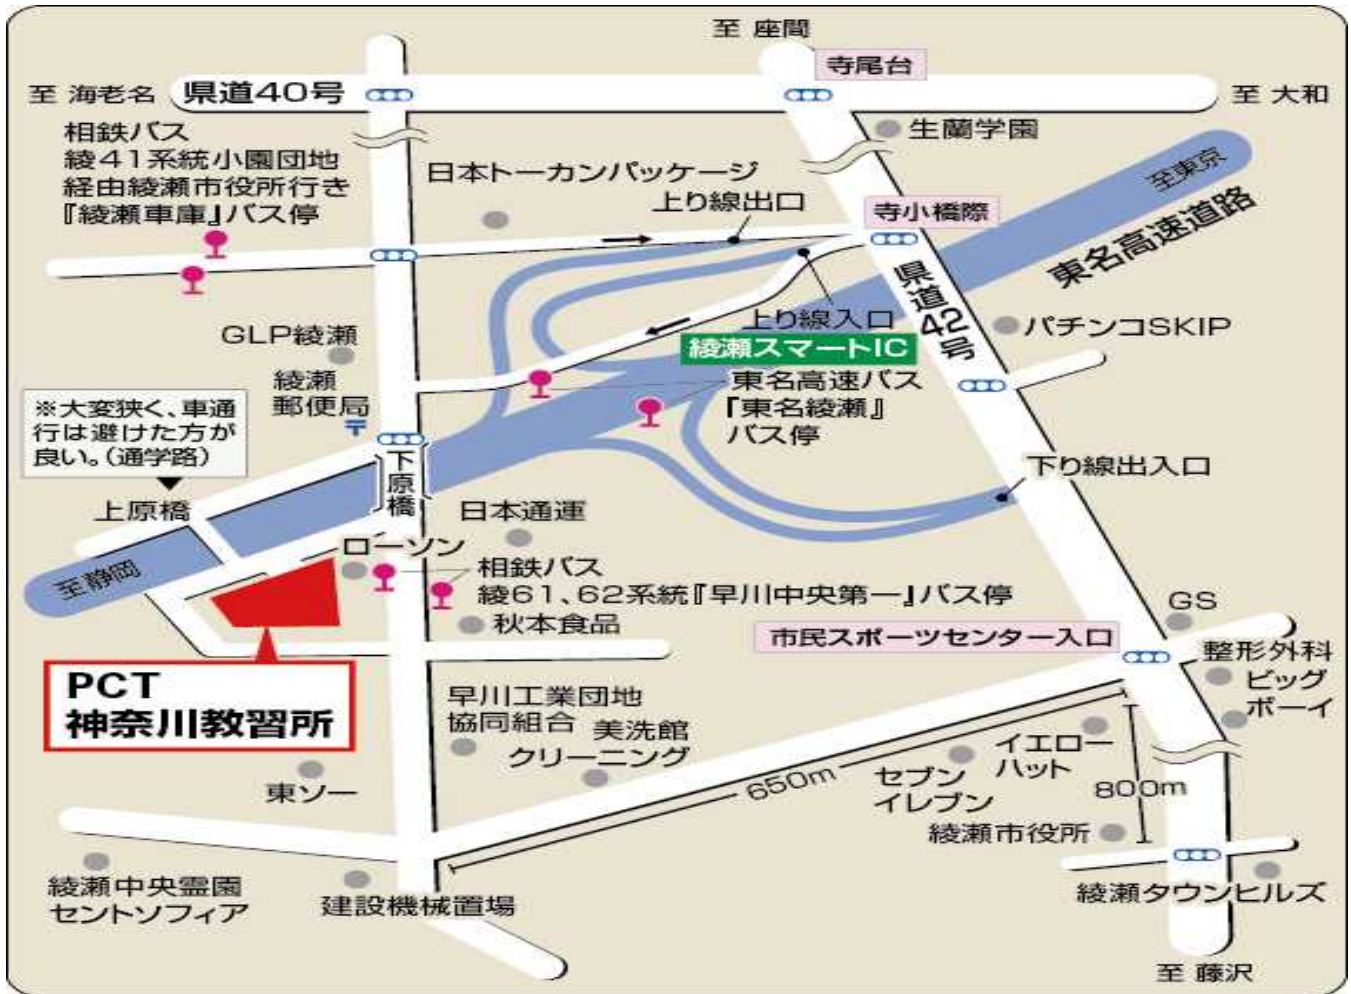 至 座間
寺尾台
至 海老名
県道40号
至 大和
相鉄バス
綾41系統小園団地
経由綾瀬市役所行き
『綾瀬車庫』バス停
生蘭学園
日本トーカンパッケージ
至東京
上り線出口
寺小橋際
東名高速道路
県道42号
上り線入口
パチンコSKIP
GLP綾瀬
綾瀬スマートIC
綾瀬
郵便局
〒
東名高速バス
『東名綾瀬』
バス停
※大変狭く、車通
行は避けた方が
良い。(通学路)
下原橋
下り線出入口
上原橋
日本通運
ローソン
至静岡
相鉄バス
綾61、62系統『早川中央第一』バス停
秋本食品
GS
市民スポーツセンター入口
整形外科
PCT
神奈川教習所
ビッグ
ボーイ
早川工業団地
協同組合
美洗館
クリーニング
イエロー
ハット
セブン
イレブン
650m
800m
東ソー
綾瀬市役所
綾瀬中央霊園
セントソフィア
建設機械置場
綾瀬タウンヒルズ
至 藤沢